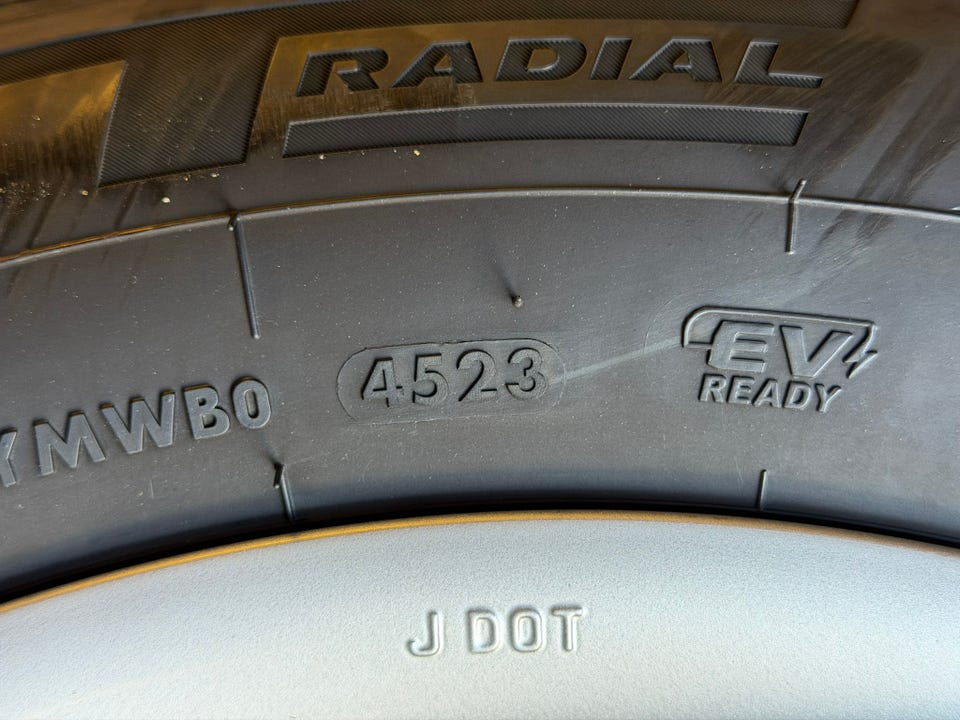 RADIAL
4523
EV
READY
YMWB0
J DOT